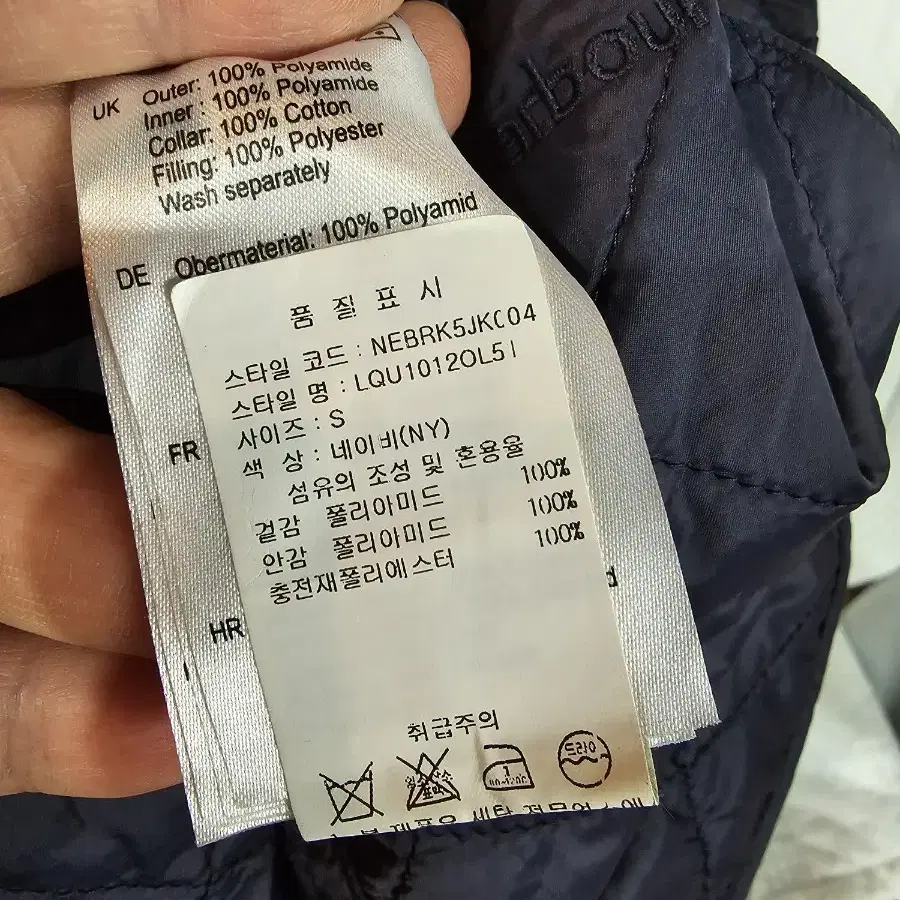 UK Outer: 100% Polyamide
Inner : 100% Polyamide
Collar: 100% Cotton
Filling: 100% Polyester
Wash separately
DE Obermaterial: 100% Polyamid
FR
HR
품 질 표 시
스타일 코드 : NEBRK5JKC04
스타일 명 : LQU1012OL51
사이즈 : S
색 상 : 네이비(NY)
섬유의 조성 및 혼용율
겉감 폴리아미드 100%
안감 폴리아미드 100%
충전재폴리에스터 100%
취급주의
드라이